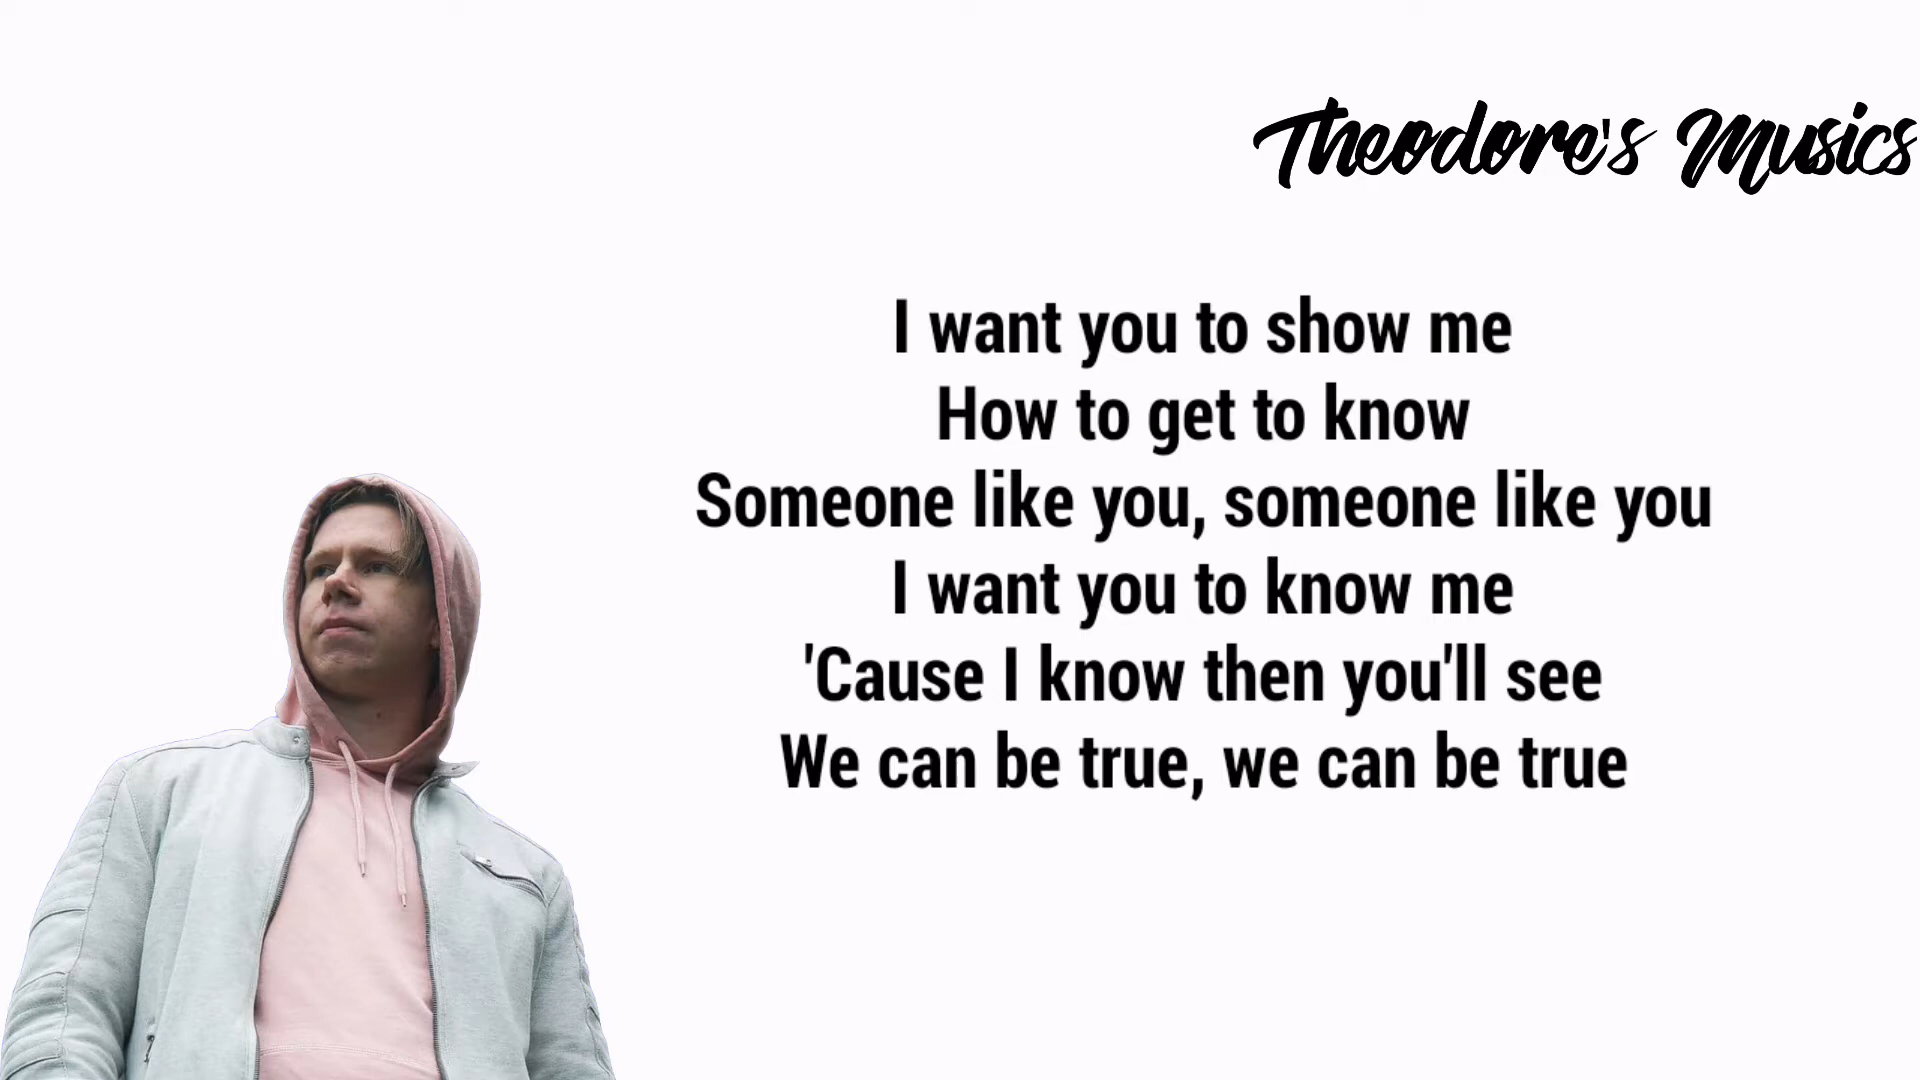 Theodore's Musics
I want you to show me
How to get to know
Someone like you, someone like you
I want you to know me
'Cause I know then you'll see
We can be true, we can be true